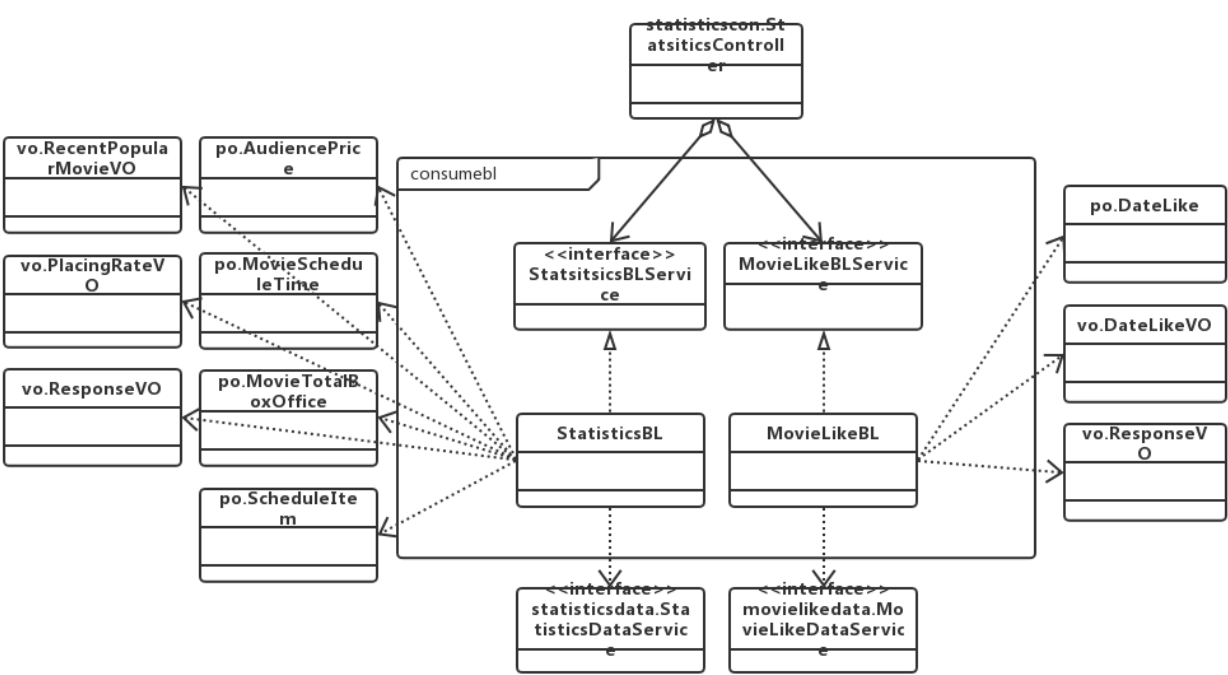 statisticscon.St
atsiticsControll
er
vo.RecentPopula
rMovieVO
po.AudiencePric
e
consumebl
po.DateLike
<<interface>>
StatsitsicsBLServi
ce
<<interface>>
MovieLikeBLServic
e
vo.PlacingRateV
O
po.MovieSchedu
leTime
vo.DateLikeVO
vo.ResponseVO
po.MovieTotalB
oxOffice
StatisticsBL
MovieLikeBL
vo.ResponseV
O
po.ScheduleIte
m
<<interface>>
statisticsdata.Sta
tisticsDataServic
e
<<interface>>
movielikedata.Mo
vieLikeDataServic
e